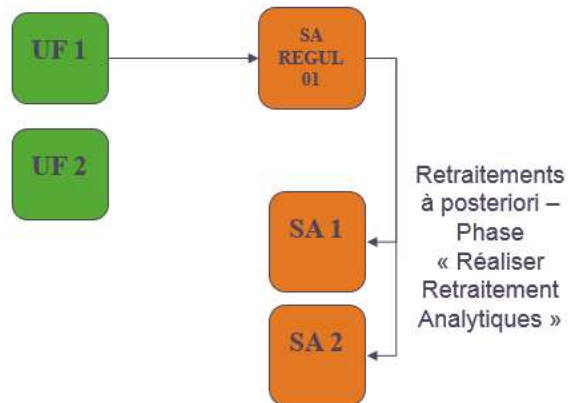 UF 1
SA
REGUL
01
UF 2
Retraitements
à posteriori –
Phase
« Réaliser
Retraitement
Analytiques »
SA 1
SA 2